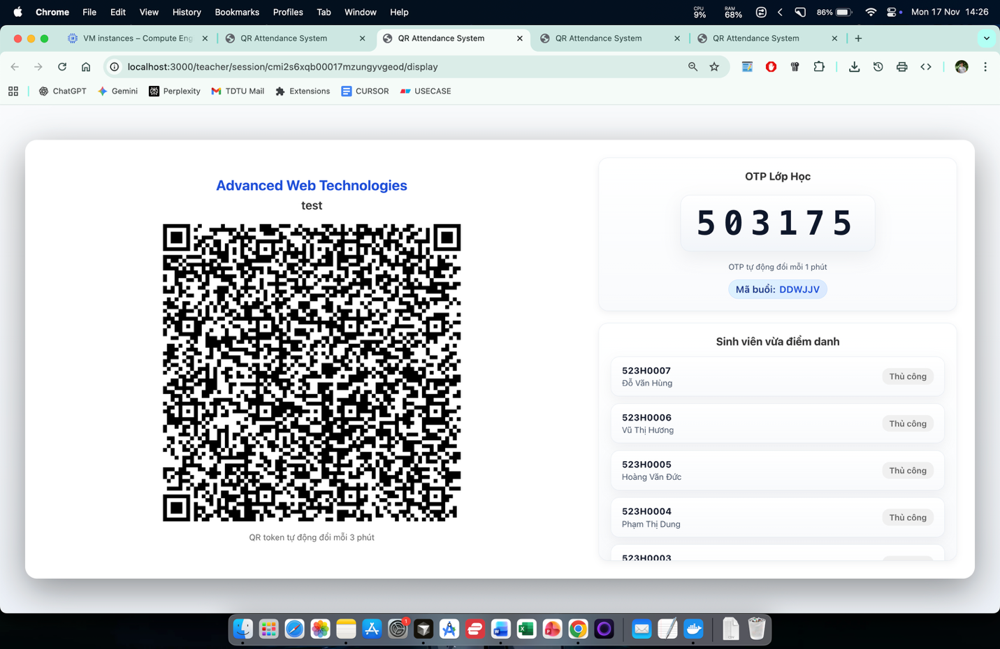 Chrome File Edit View History Bookmarks Profiles Tab Window Help CPU 9% RAM 68% 86% Mon 17 Nov 14:26
VM instances – Compute Eng QR Attendance System QR Attendance System QR Attendance System QR Attendance System
localhost:3000/teacher/session/cmi2s6xqb00017mzungyvgeod/display
ChatGPT Gemini Perplexity TDTU Mail Extensions CURSOR USECASE
Advanced Web Technologies
test
QR token tự động đổi mỗi 3 phút
OTP Lớp Học
503175
OTP tự động đổi mỗi 1 phút
Mã buổi: DDWJJV
Sinh viên vừa điểm danh
523H0007
Đỗ Văn Hùng
Thủ công
523H0006
Vũ Thị Hương
Thủ công
523H0005
Hoàng Văn Đức
Thủ công
523H0004
Phạm Thị Dung
Thủ công
523H0003
1